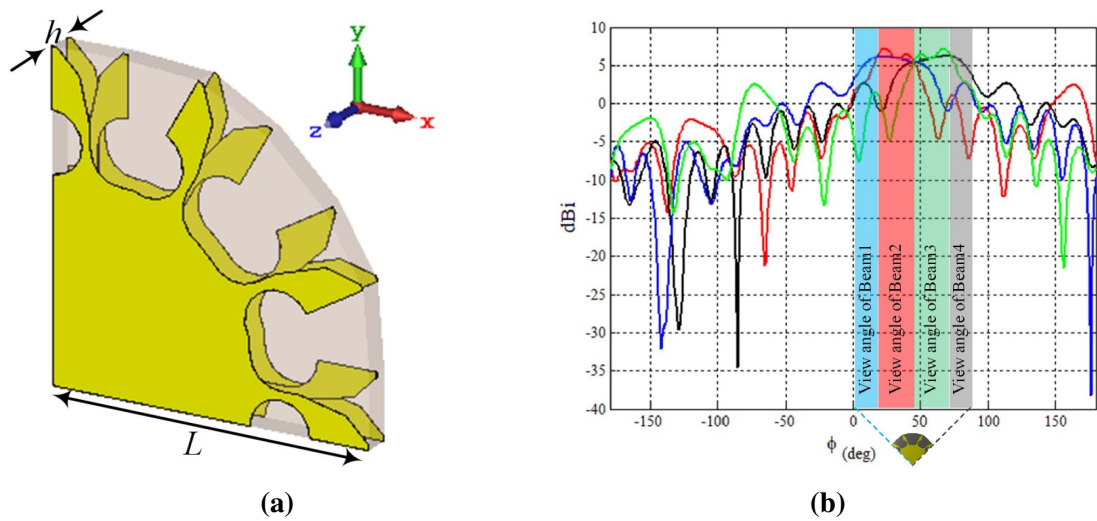 h
y
z
x
L
(a)
10
5
0
-5
-10
-15
-20
-25
-30
-35
-40
dBi
View angle of Beam1
View angle of Beam2
View angle of Beam3
View angle of Beam4
-150
-100
-50
0
50
100
150
ϕ (deg)
(b)